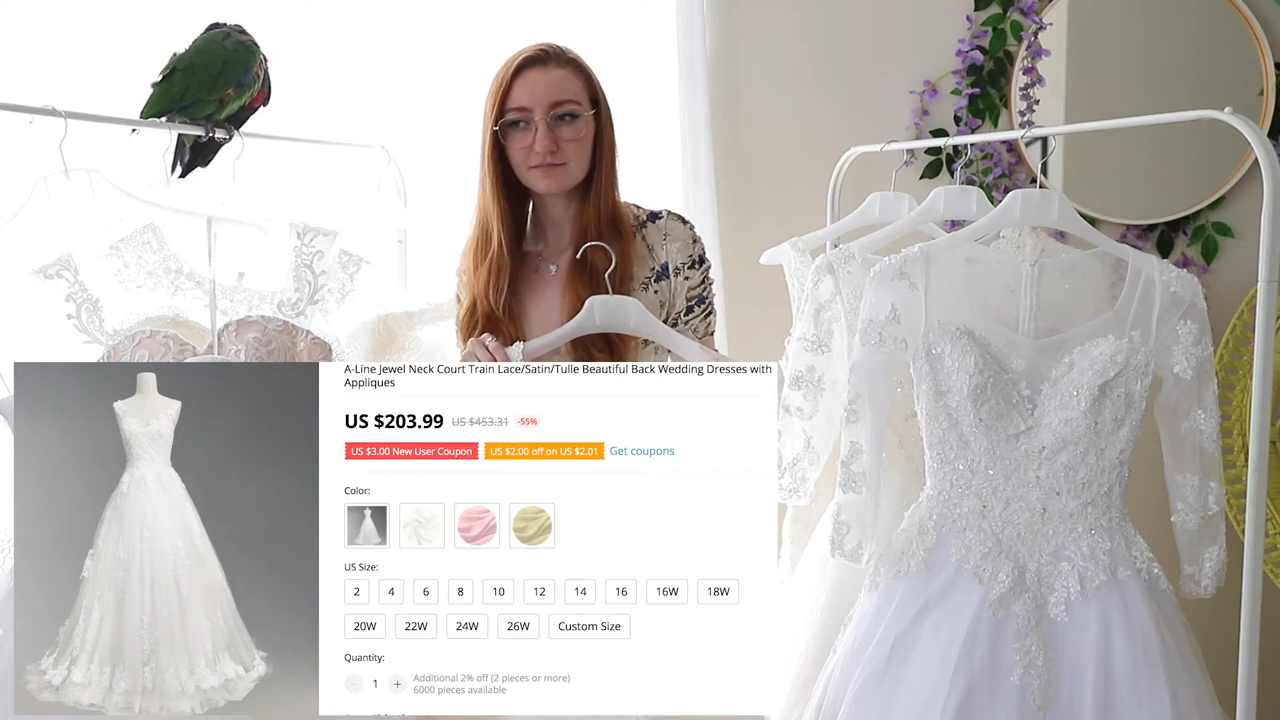 A-Line Jewel Neck Court Train Lace/Satin/Tulle Beautiful Back Wedding Dresses with
Appliques
US $203.99 US $453.31 -55%
US $3.00 New User Coupon US $2.00 off on US $2.01 Get coupons
Color:
US Size:
2 4 6 8 10 12 14 16 16W 18W
20W 22W 24W 26W Custom Size
Quantity:
− 1 + Additional 2% off (2 pieces or more)
6000 pieces available